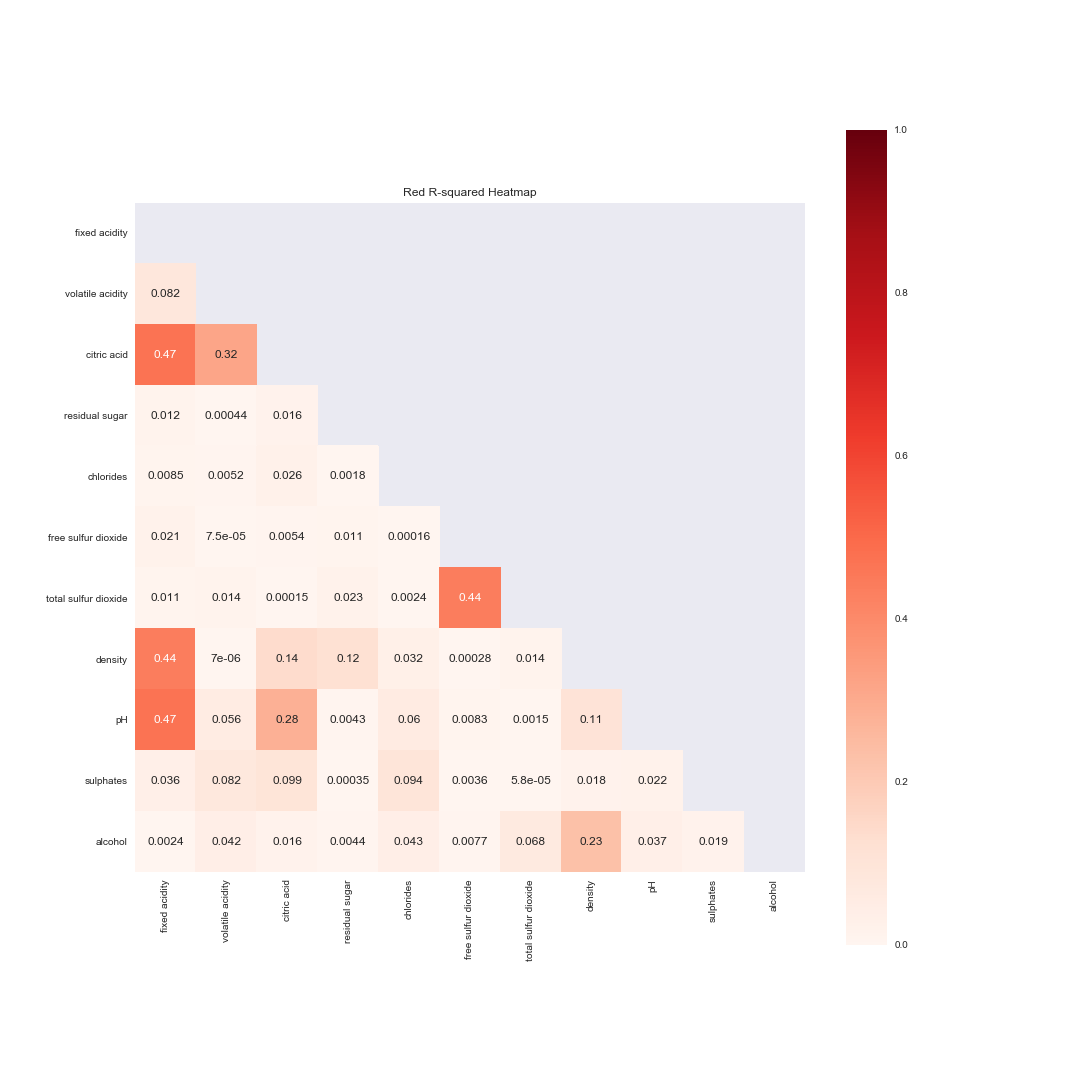 Red R-squared Heatmap
fixed acidity
volatile acidity 0.082
citric acid 0.47 0.32
residual sugar 0.012 0.00044 0.016
chlorides 0.0085 0.0052 0.026 0.0018
free sulfur dioxide 0.021 7.5e-05 0.0054 0.011 0.00016
total sulfur dioxide 0.011 0.014 0.00015 0.023 0.0024 0.44
density 0.44 7e-06 0.14 0.12 0.032 0.00028 0.014
pH 0.47 0.056 0.28 0.0043 0.06 0.0083 0.0015 0.11
sulphates 0.036 0.082 0.099 0.00035 0.094 0.0036 5.8e-05 0.018 0.022
alcohol 0.0024 0.042 0.016 0.0044 0.043 0.0077 0.068 0.23 0.037 0.019
fixed acidity
volatile acidity
citric acid
residual sugar
chlorides
free sulfur dioxide
total sulfur dioxide
density
pH
sulphates
alcohol
1.0
0.8
0.6
0.4
0.2
0.0